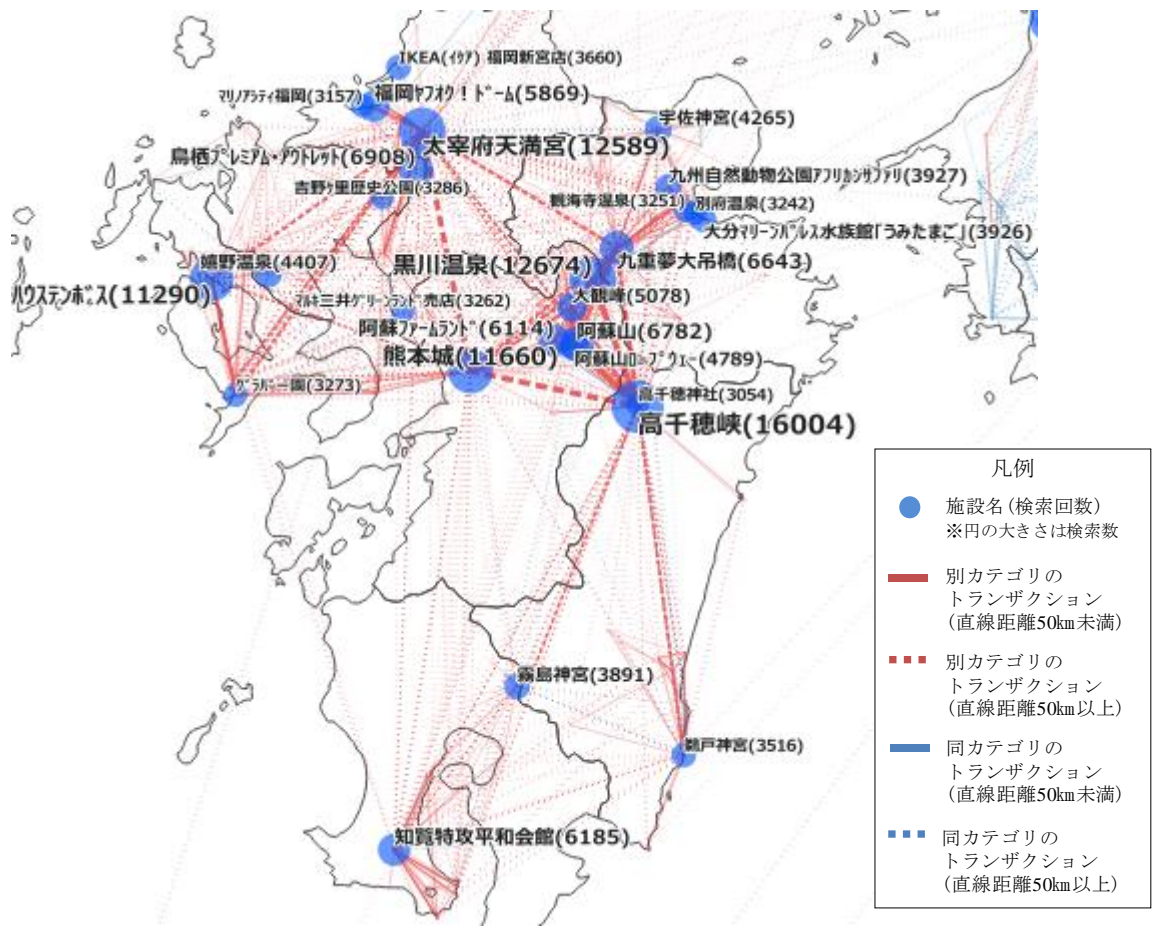 IKEA(イケア) 福岡新宮店(3660)
マリノアシティ福岡(3157)
福岡ヤフオク！ドーム(5869)
宇佐神宮(4265)
太宰府天満宮(12589)
鳥栖プレミアム・アウトレット(6908)
九州自然動物公園アフリカンサファリ(3927)
吉野ヶ里歴史公園(3286)
観海寺温泉(3251)
別府温泉(3242)
大分マリーンパレス水族館「うみたまご」(3926)
嬉野温泉(4407)
黒川温泉(12674)
九重夢大吊橋(6643)
ハウステンボス(11290)
マルキ三井グリーンランド売店(3262)
大観峰(5078)
阿蘇ファームランド(6114)
阿蘇山(6782)
熊本城(11660)
阿蘇山ロープウェー(4789)
グラバー園(3273)
高千穂神社(3054)
高千穂峡(16004)
霧島神宮(3891)
鵜戸神宮(3516)
知覧特攻平和会館(6185)
凡例
施設名(検索回数)
※円の大きさは検索数
別カテゴリの
トランザクション
(直線距離50㎞未満)
別カテゴリの
トランザクション
(直線距離50㎞以上)
同カテゴリの
トランザクション
(直線距離50㎞未満)
同カテゴリの
トランザクション
(直線距離50㎞以上)